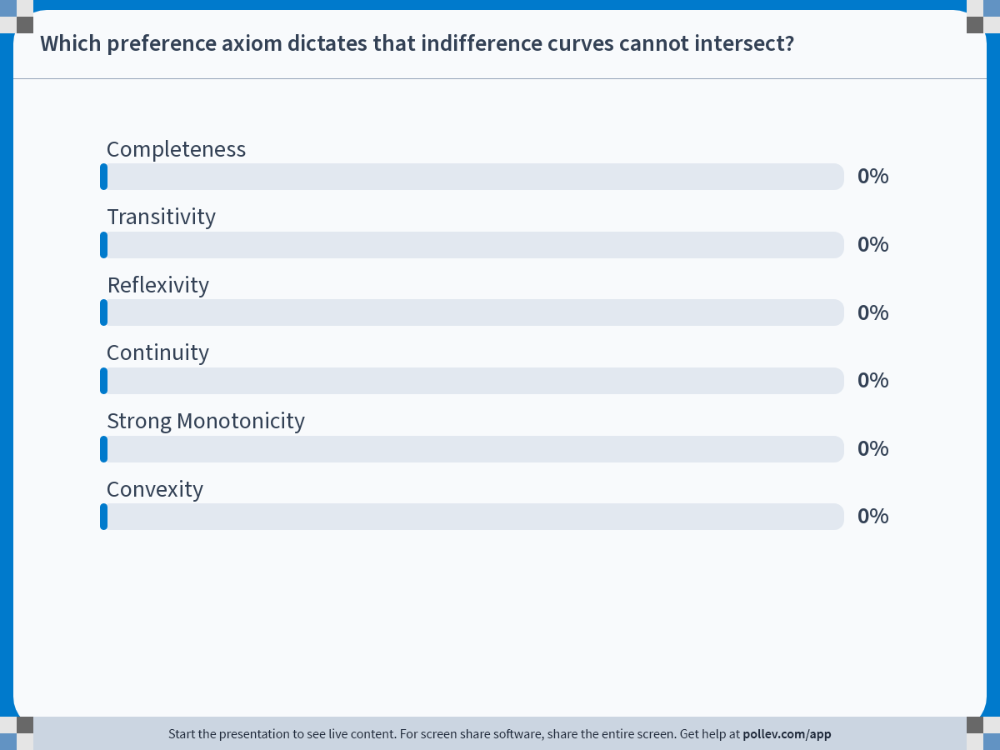 Which preference axiom dictates that indifference curves cannot intersect?
Completeness
0%
Transitivity
0%
Reflexivity
0%
Continuity
0%
Strong Monotonicity
0%
Convexity
0%
Start the presentation to see live content. For screen share software, share the entire screen. Get help at pollev.com/app